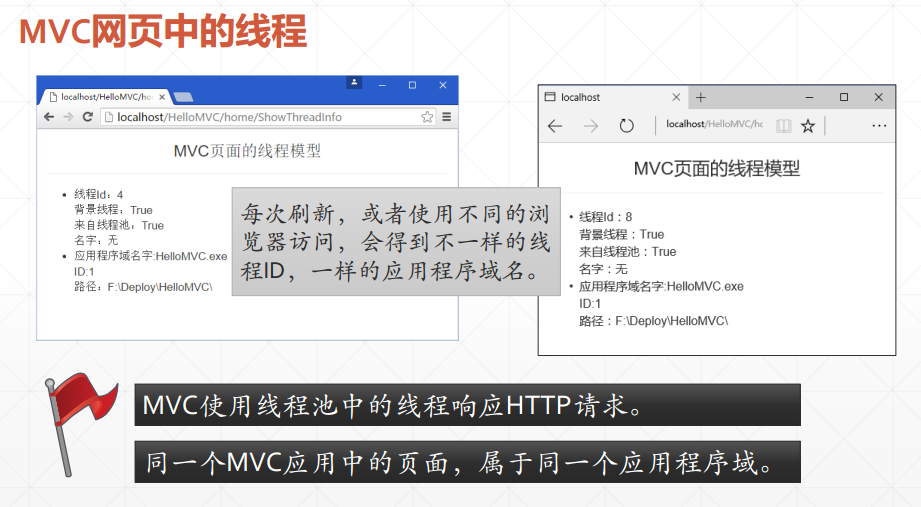 MVC网页中的线程
localhost/HelloMVC/ho
localhost/HelloMVC/home/ShowThreadInfo
MVC页面的线程模型
线程Id：4
背景线程：True
来自线程池：True
名字：无
应用程序域名字:HelloMVC.exe
ID:1
路径：F:\Deploy\HelloMVC\
每次刷新，或者使用不同的浏
览器访问，会得到不一样的线
程ID，一样的应用程序域名。
localhost
localhost/HelloMVC/hc
MVC页面的线程模型
线程Id：8
背景线程：True
来自线程池：True
名字：无
应用程序域名字:HelloMVC.exe
ID:1
路径：F:\Deploy\HelloMVC\
MVC使用线程池中的线程响应HTTP请求。
同一个MVC应用中的页面，属于同一个应用程序域。